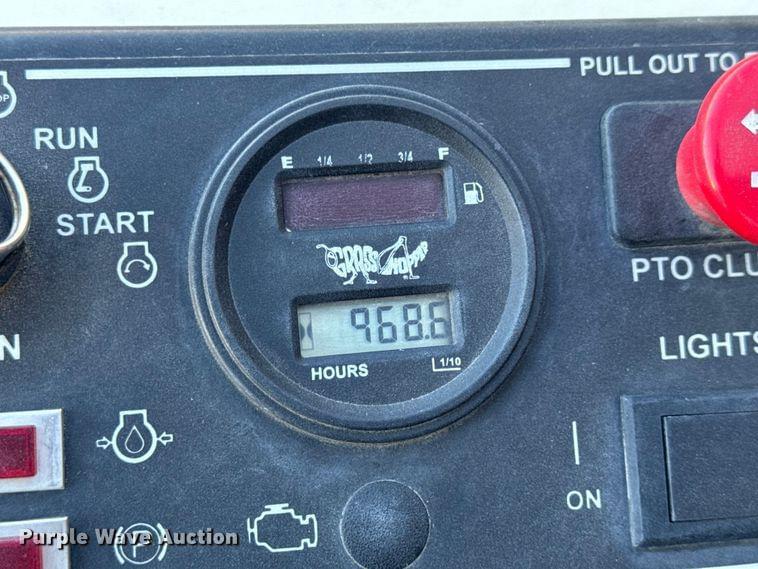 PULL OUT TO
RUN
START
E 1/4 1/2 3/4 F
GRASSHOPPER
968.6
HOURS 1/10
PTO CLU
LIGHTS
N
ON
P
Purple Wave Auction